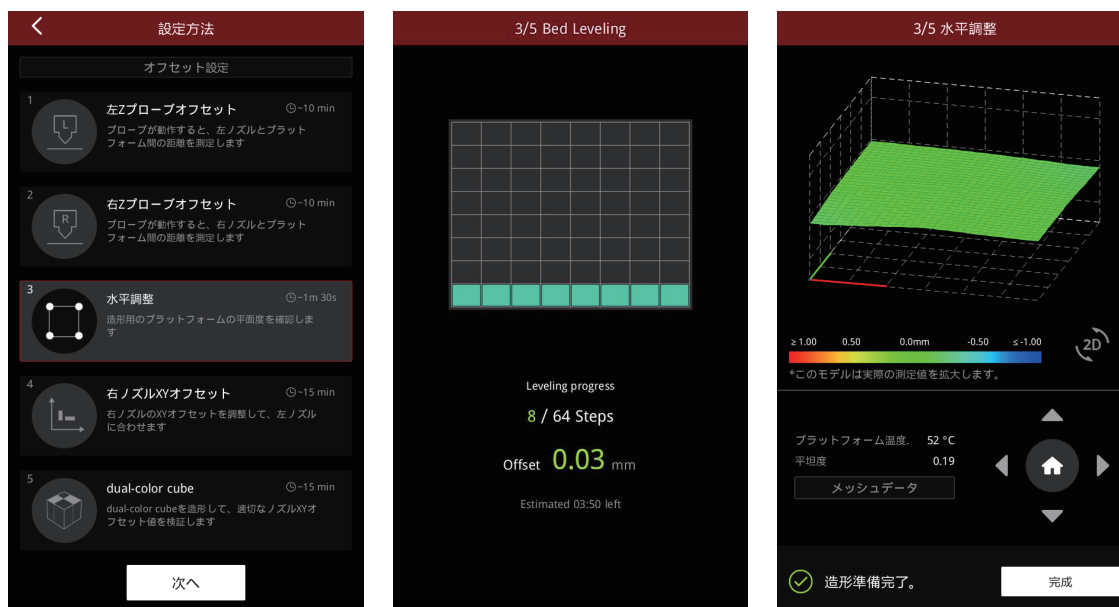 設定方法
オフセット設定
1
左Zプローブオフセット
~10 min
プローブが動作すると、左ノズルとプラット
フォーム間の距離を測定します
L
2
右Zプローブオフセット
~10 min
プローブが動作すると、右ノズルとプラット
フォーム間の距離を測定します
R
3
水平調整
~1m 30s
造形用のプラットフォームの平面度を確認しま
す
4
右ノズルXYオフセット
~15 min
右ノズルのXYオフセットを調整して、左ノズル
に合わせます
5
dual-color cube
~15 min
dual-color cubeを造形して、適切なノズルXYオ
フセット値を検証します
次へ
3/5 Bed Leveling
Leveling progress
8 / 64 Steps
Offset 0.03 mm
Estimated 03:50 left
3/5 水平調整
≥ 1.00 0.50 0.0mm -0.50 ≤ -1.00
2D
*このモデルは実際の測定値を拡大します。
プラットフォーム温度. 52 °C
平坦度 0.19
メッシュデータ
造形準備完了。
完成